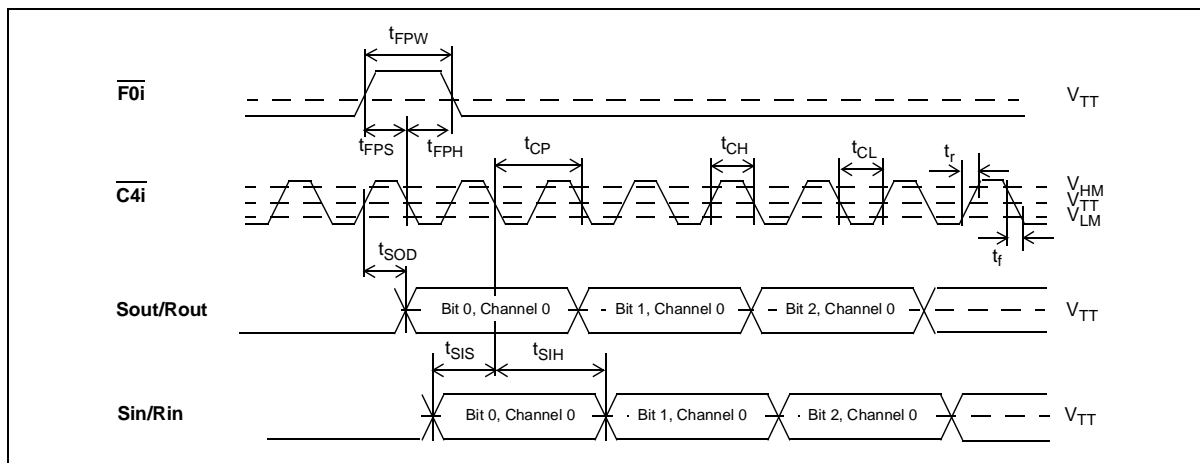 tFPW
F0i
VTT
tFPS
tFPH
tCP
tCH
tCL
tr
C4i
VHM
VTT
VLM
tf
tSOD
Sout/Rout
Bit 0, Channel 0
Bit 1, Channel 0
Bit 2, Channel 0
VTT
tSIS
tSIH
Sin/Rin
Bit 0, Channel 0
Bit 1, Channel 0
Bit 2, Channel 0
VTT